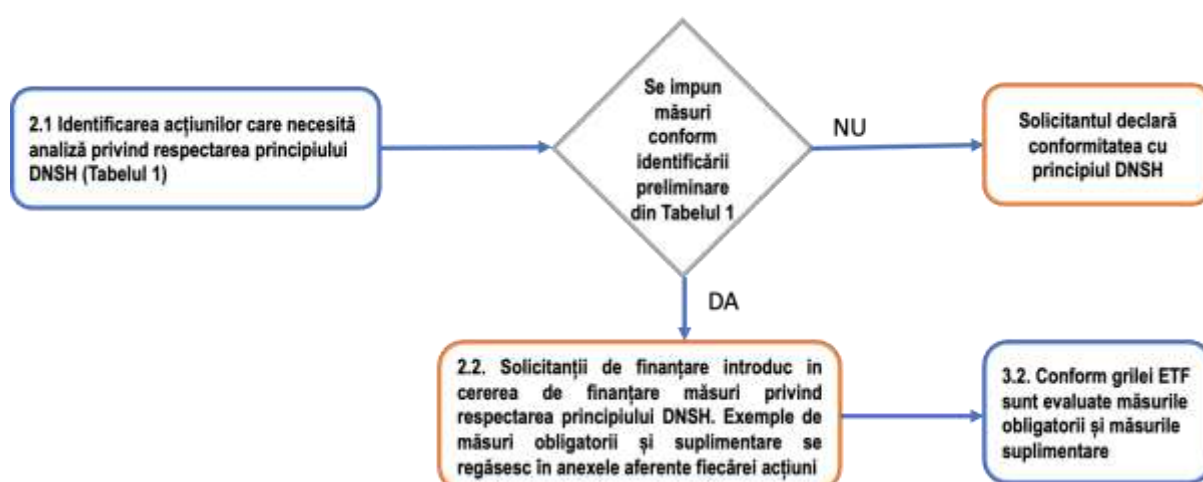 2.1 Identificarea acțiunilor care necesită
analiză privind respectarea principiului
DNSH (Tabelul 1)
Se impun
măsuri
conform
identificării
preliminare
din Tabelul 1
NU
Solicitantul declară
conformitatea cu
principiul DNSH
DA
2.2. Solicitanții de finanțare introduc in
cererea de finanțare măsuri privind
respectarea principiului DNSH. Exemple de
măsuri obligatorii și suplimentare se
regăsesc în anexele aferente fiecărei acțiuni
3.2. Conform grilei ETF
sunt evaluate măsurile
obligatorii și măsurile
suplimentare